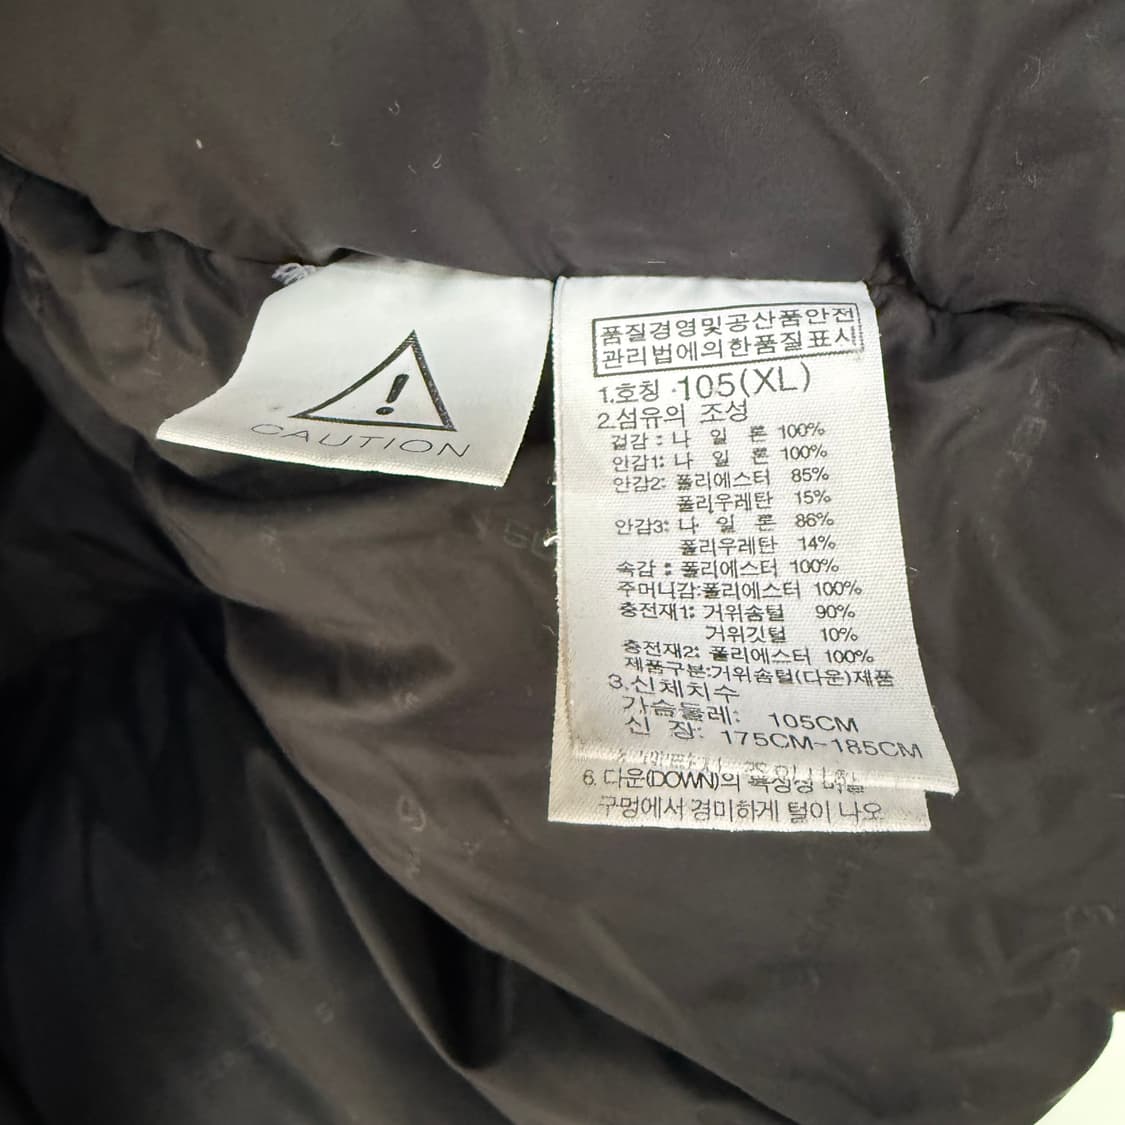 CAUTION
품질경영및공산품안전
관리법에의한품질표시
1.호칭 .105(XL)
2.섬유의 조성
겉감 : 나 일 론 100%
안감1: 나 일 론 100%
안감2: 폴리에스터 85%
폴리우레탄 15%
안감3: 나 일 론 86%
폴리우레탄 14%
속감 : 폴리에스터 100%
주머니감:폴리에스터 100%
충전재1: 거위솜털 90%
거위깃털 10%
충전재2: 폴리에스터 100%
제품구분:거위솜털(다운)제품
3.신체치수
가슴둘레: 105CM
신 장: 175CM-185CM
6. 다운(DOWN)의 특성상
구멍에서 경미하게 털이 나오